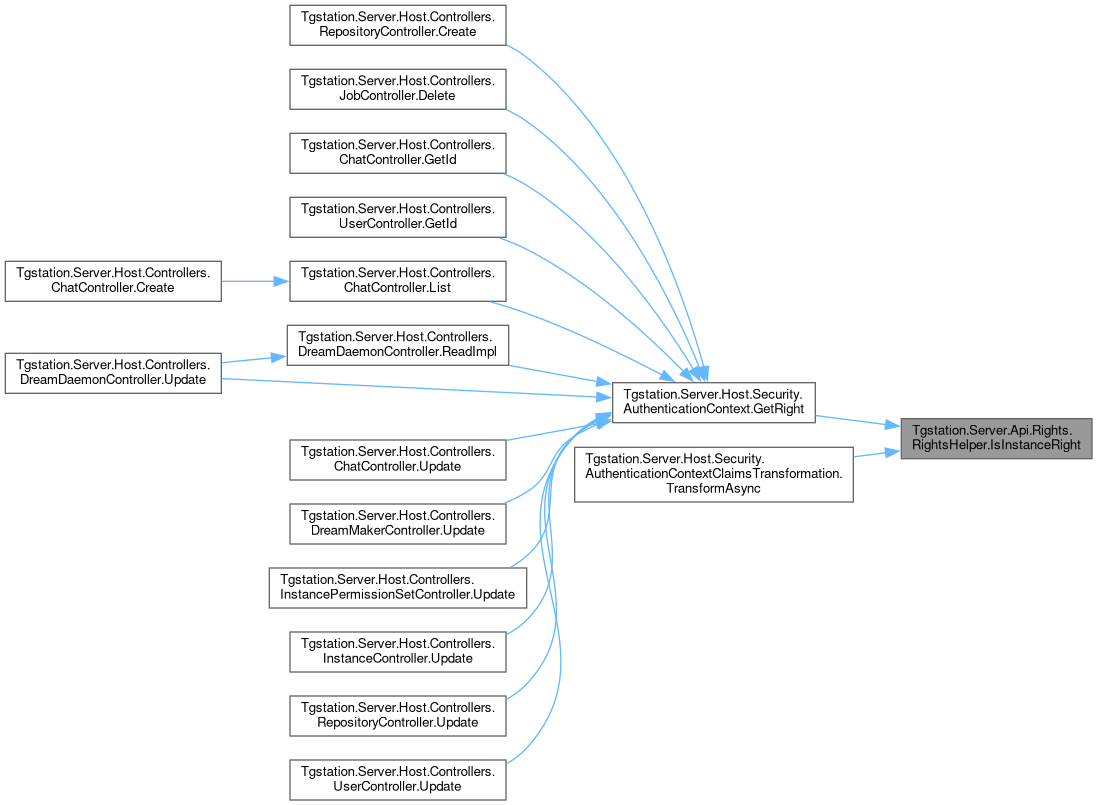 Tgstation.Server.Host.Controllers.
RepositoryController.Create
Tgstation.Server.Host.Controllers.
JobController.Delete
Tgstation.Server.Host.Controllers.
ChatController.GetId
Tgstation.Server.Host.Controllers.
UserController.GetId
Tgstation.Server.Host.Controllers.
ChatController.Create
Tgstation.Server.Host.Controllers.
ChatController.List
Tgstation.Server.Host.Controllers.
DreamDaemonController.ReadImpl
Tgstation.Server.Host.Controllers.
DreamDaemonController.Update
Tgstation.Server.Host.Security.
AuthenticationContext.GetRight
Tgstation.Server.Api.Rights.
RightsHelper.IsInstanceRight
Tgstation.Server.Host.Controllers.
ChatController.Update
Tgstation.Server.Host.Security.
AuthenticationContextClaimsTransformation.
TransformAsync
Tgstation.Server.Host.Controllers.
DreamMakerController.Update
Tgstation.Server.Host.Controllers.
InstancePermissionSetController.Update
Tgstation.Server.Host.Controllers.
InstanceController.Update
Tgstation.Server.Host.Controllers.
RepositoryController.Update
Tgstation.Server.Host.Controllers.
UserController.Update